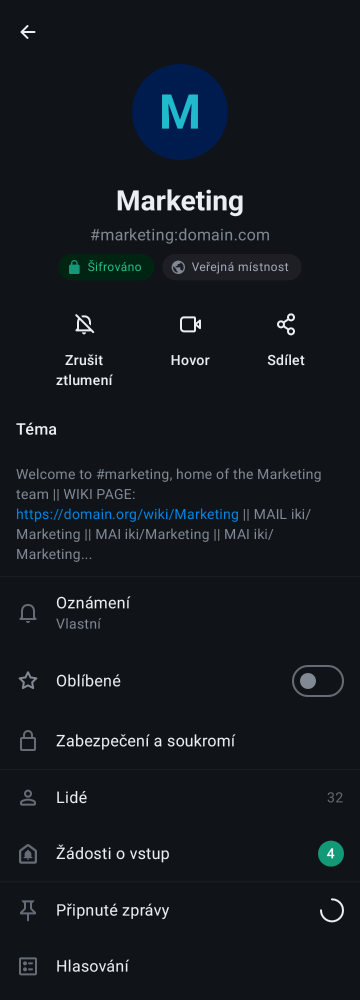 M
Marketing
#marketing:domain.com
Šifrováno
Veřejná místnost
Zrušit
ztlumení
Hovor
Sdílet
Téma
Welcome to #marketing, home of the Marketing
team || WIKI PAGE:
https://domain.org/wiki/Marketing || MAIL iki/
Marketing || MAI iki/Marketing || MAI iki/
Marketing...
Oznámení
Vlastní
Oblíbené
Zabezpečení a soukromí
Lidé 32
Žádosti o vstup 4
Připnuté zprávy
Hlasování